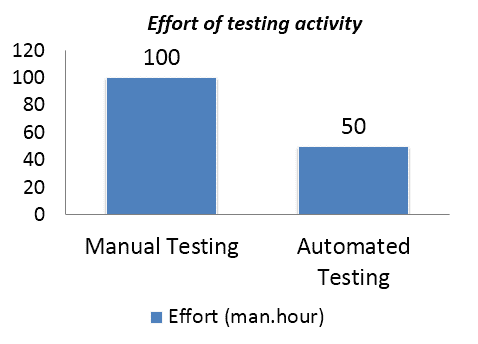 Effort of testing activity
120
100
80
60
40
20
0
100
50
Manual Testing
Automated
Testing
Effort (man.hour)